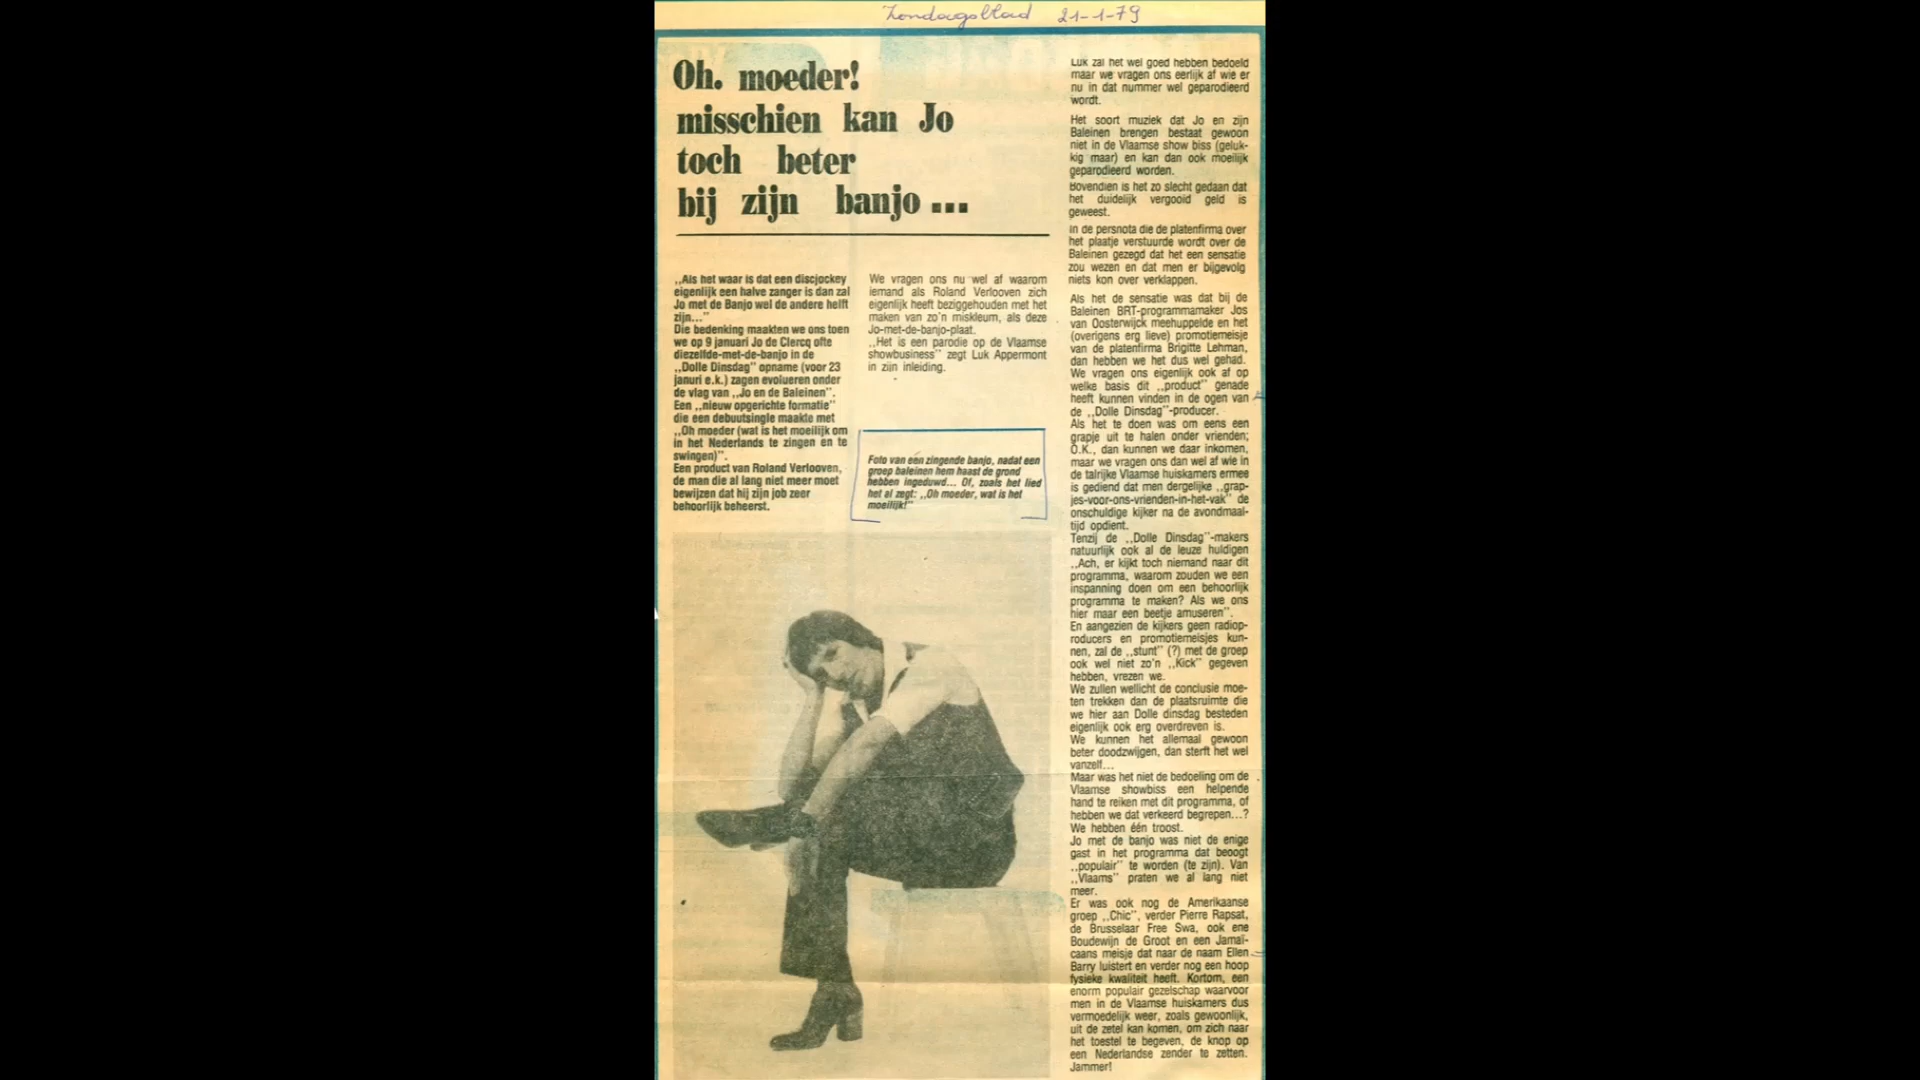 Zondagsblad 21-1-79
Oh. moeder!
misschien kan Jo
toch beter
bij zijn banjo...
,,Als het waar is dat een discjockey
eigenlijk een halve zanger is dan zal
Jo met de Banjo wel de andere helft
zijn..."
Die bedenking maakten we ons toen
we op 9 januari Jo de Clercq ofte
diezelfde-met-de-banjo in de
,,Dolle Dinsdag" opname (voor 23
januri e.k.) zagen evolueren onder
de vlag van ,,Jo en de Baleinen".
Een ,,nieuw opgerichte formatie"
die een debuutsingle maakte met
,,Oh moeder (wat is het moeilijk om
in het Nederlands te zingen en te
swingen)".
Een product van Roland Verlooven,
de man die al lang niet meer moet
bewijzen dat hij zijn job zeer
behoorlijk beheerst.
We vragen ons nu wel af waarom
iemand als Roland Verlooven zich
eigenlijk heeft beziggehouden met het
maken van zo'n miskleum, als deze
Jo-met-de-banjo-plaat.
,,Het is een parodie op de Vlaamse
showbusiness" zegt Luk Appermont
in zijn inleiding.
Foto van een zingende banjo, nadat een
groep baleinen hem haast de grond
hebben ingeduwd... Of, zoals het lied
het al zegt: ,,Oh moeder, wat is het
moeilijk!"
Luk zal het wel goed hebben bedoeld
maar we vragen ons eerlijk af wie er
nu in dat nummer wel geparodieerd
wordt.
Het soort muziek dat Jo en zijn
Baleinen brengen bestaat gewoon
niet in de Vlaamse show biss (geluk-
kig maar) en kan dan ook moeilijk
geparodieerd worden.
Bovendien is het zo slecht gedaan dat
het duidelijk vergooid geld is
geweest.
In de persnota die de platenfirma over
het plaatje verstuurde wordt over de
Baleinen gezegd dat het een sensatie
zou wezen en dat men er bijgevolg
niets kon over verklappen.
Als het de sensatie was dat bij de
Baleinen BRT-programmamaker Jos
van Oosterwijck meehuppelde en het
(overigens erg lieve) promotiemeisje
van de platenfirma Brigitte Lehman,
dan hebben we het dus wel gehad.
We vragen ons eigenlijk ook af op
welke basis dit ,,product" genade
heeft kunnen vinden in de ogen van
de ,,Dolle Dinsdag"-producer.
Als het te doen was om eens een
grapje uit te halen onder vrienden;
O.K., dan kunnen we daar inkomen,
maar we vragen ons dan wel af wie in
de talrijke Vlaamse huiskamers ermee
is gediend dat men dergelijke ,,grap-
jes-voor-ons-vrienden-in-het-vak" de
onschuldige kijker na de avondmaal-
tijd opdient.
Tenzij de ,,Dolle Dinsdag"-makers
natuurlijk ook al de leuze huldigen
,,Ach, er kijkt toch niemand naar dit
programma, waarom zouden we een
inspanning doen om een behoorlijk
programma te maken? Als we ons
hier maar een beetje amuseren".
En aangezien de kijkers geen radiop-
roducers en promotiemeisjes kun-
nen, zal de ,,stunt" (?) met de groep
ook wel niet zo'n ,,Kick" gegeven
hebben, vrezen we.
We zullen wellicht de conclusie moe-
ten trekken dan de plaatsruimte die
we hier aan Dolle dinsdag besteden
eigenlijk ook erg overdreven is.
We kunnen het allemaal gewoon
beter doodzwijgen, dan sterft het wel
vanzelf...
Maar was het niet de bedoeling om de
Vlaamse showbiss een helpende
hand te reiken met dit programma, of
hebben we dat verkeerd begrepen...?
We hebben één troost.
Jo met de banjo was niet de enige
gast in het programma dat beoogt
,,populair" te worden (te zijn). Van
,,Vlaams" praten we al lang niet
meer.
Er was ook nog de Amerikaanse
groep ,,Chic", verder Pierre Rapsat,
de Brusselaar Free Swa, ook ene
Boudewijn de Groot en een Jamaï-
caans meisje dat naar de naam Ellen
Barry luistert en verder nog een hoop
fysieke kwaliteit heeft. Kortom, een
enorm populair gezelschap waarvoor
men in de Vlaamse huiskamers dus
vermoedelijk weer, zoals gewoonlijk,
uit de zetel kan komen, om zich naar
het toestel te begeven, de knop op
een Nederlandse zender te zetten.
Jammer!